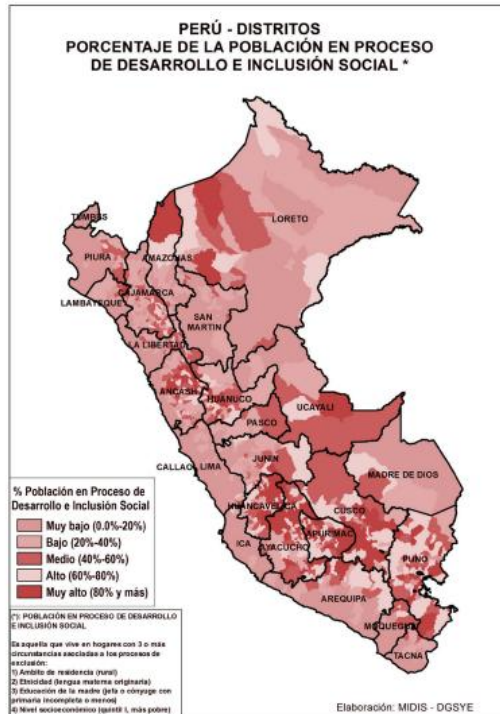 PERÚ - DISTRITOS
PORCENTAJE DE LA POBLACIÓN EN PROCESO
DE DESARROLLO E INCLUSIÓN SOCIAL *
LORETO
TUMBES
PIURA
AMAZONAS
CAJAMARCA
LAMBAYEQUE
SAN
MARTIN
LA LIBERTAD
ANCASH
HUANUCO
UCAYALI
PASCO
JUNIN
CALLAO
LIMA
MADRE DE DIOS
HUANCAVELICA
CUSCO
APURIMAC
ICA
AYACUCHO
PUNO
AREQUIPA
MOQUEGUA
TACNA
% Población en Proceso de
Desarrollo e Inclusión Social
Muy bajo (0.0%-20%)
Bajo (20%-40%)
Medio (40%-60%)
Alto (60%-80%)
Muy alto (80% y más)
(*): POBLACIÓN EN PROCESO DE DESARROLLO
E INCLUSIÓN SOCIAL
Es aquella que vive en hogares con 3 o más
circunstancias asociadas a los procesos de
exclusión:
1) Ambito de residencia (rural)
2) Etnicidad (lengua materna originaria)
3) Educación de la madre (jefa o cónyuge con
primaria incompleta o menos)
4) Nivel socioeconómico (quintil I, más pobre)
Elaboración: MIDIS - DGSYE